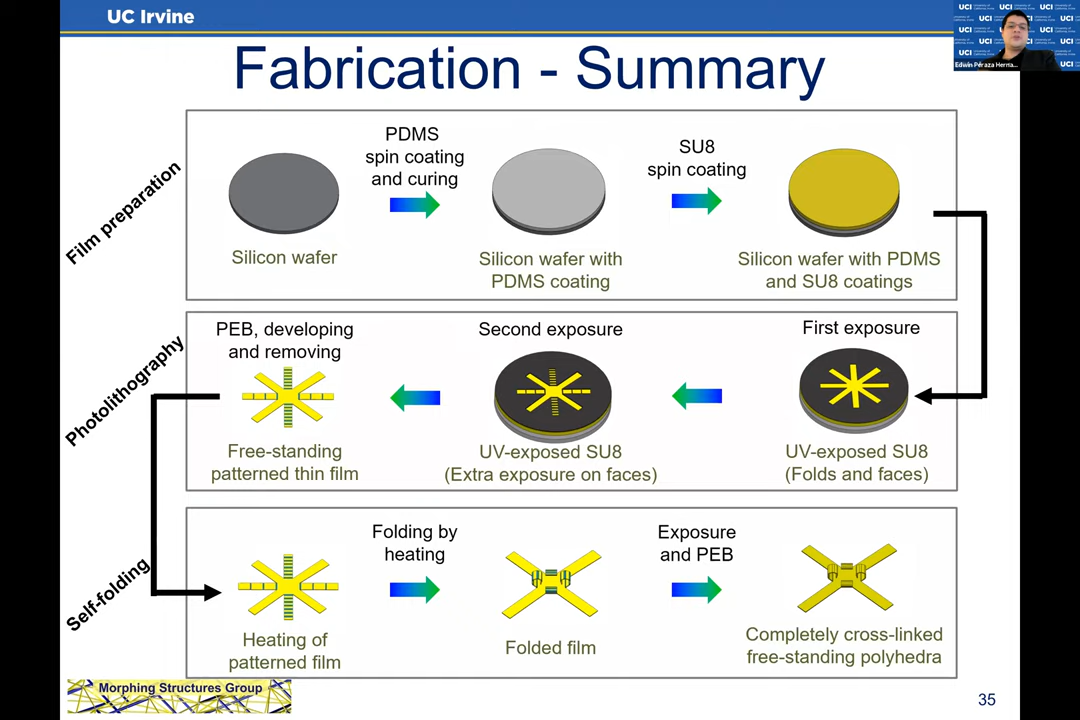 UC Irvine
Fabrication - Summary
Edwin Peraza Herna...
Film preparation
PDMS
spin coating
and curing
SU8
spin coating
Silicon wafer
Silicon wafer with
PDMS coating
Silicon wafer with PDMS
and SU8 coatings
Photolithography
PEB, developing
and removing
Second exposure
First exposure
Free-standing
patterned thin film
UV-exposed SU8
(Extra exposure on faces)
UV-exposed SU8
(Folds and faces)
Self-folding
Folding by
heating
Exposure
and PEB
Heating of
patterned film
Folded film
Completely cross-linked
free-standing polyhedra
Morphing Structures Group
35